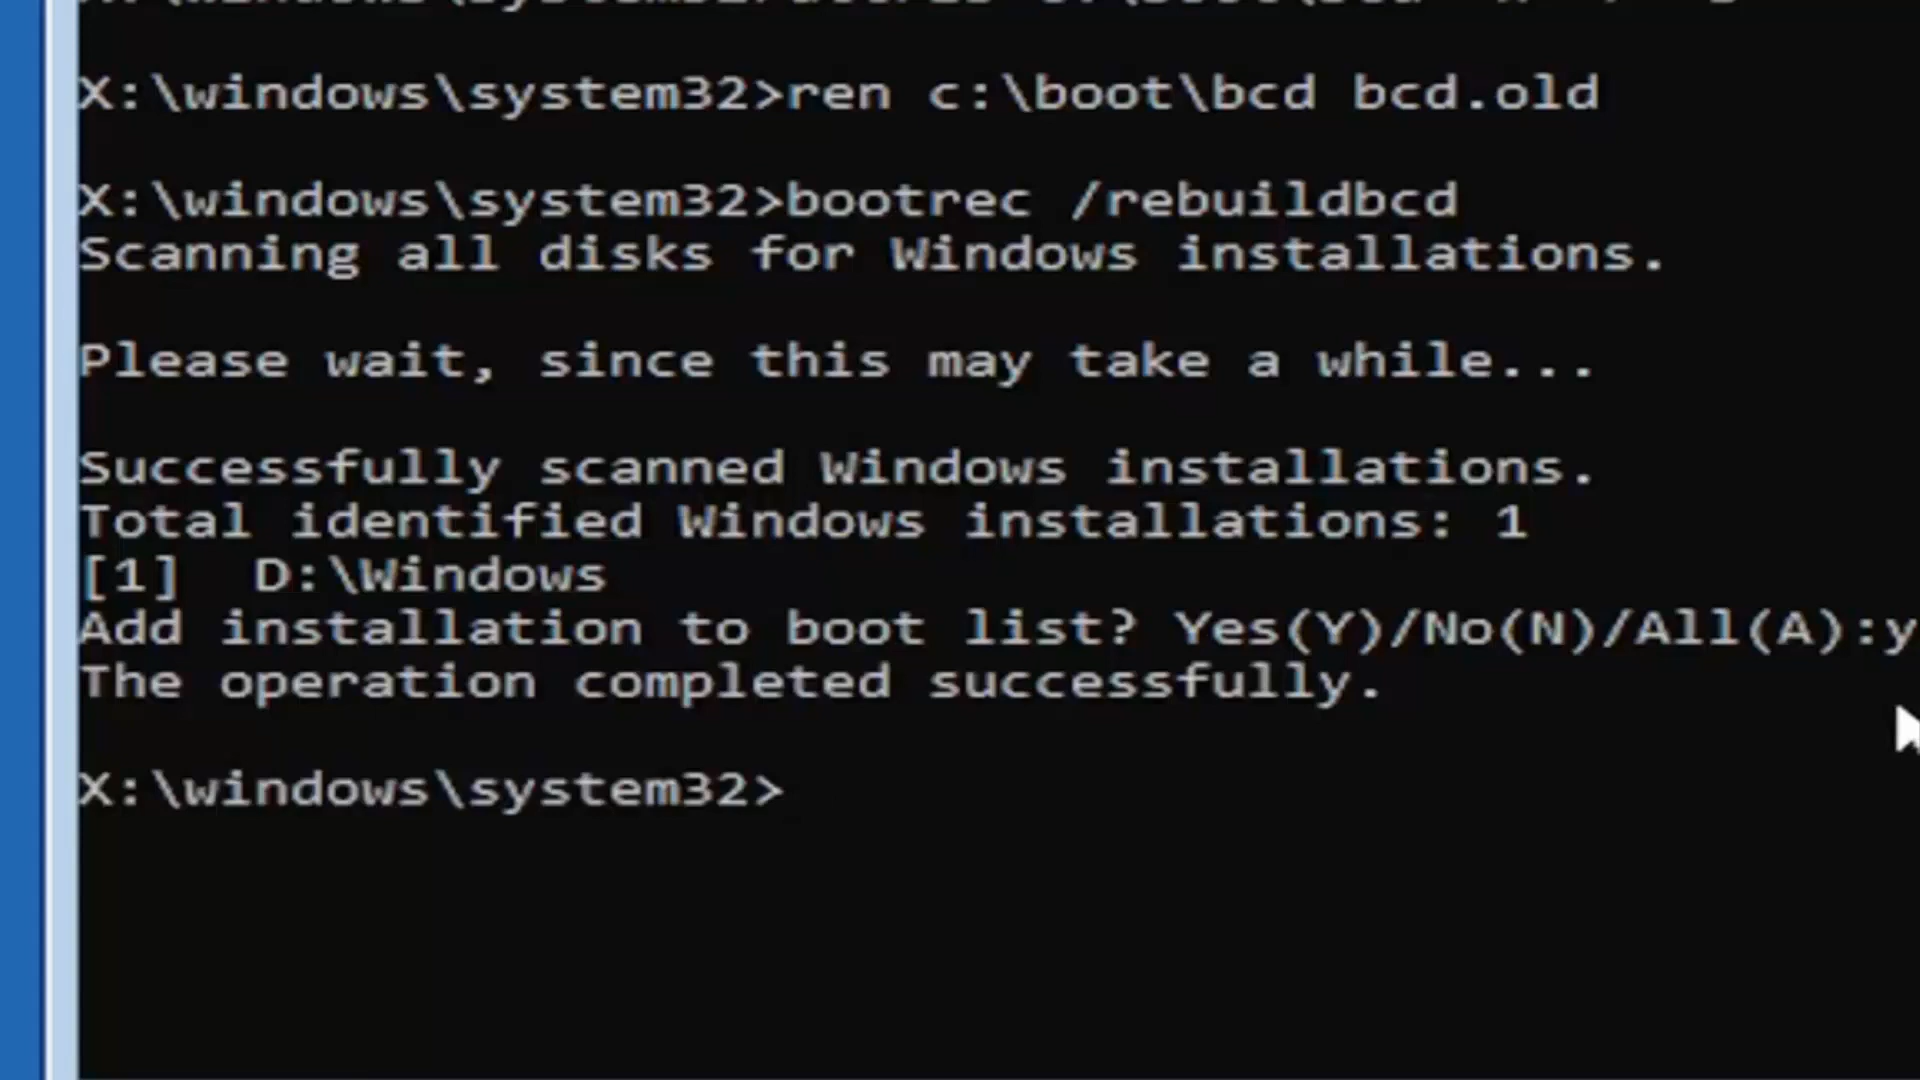 X:\windows\system32>ren c:\boot\bcd bcd.old
X:\windows\system32>bootrec /rebuildbcd
Scanning all disks for Windows installations.
Please wait, since this may take a while...
Successfully scanned Windows installations.
Total identified Windows installations: 1
[1]  D:\Windows
Add installation to boot list? Yes(Y)/No(N)/All(A):y
The operation completed successfully.
X:\windows\system32>